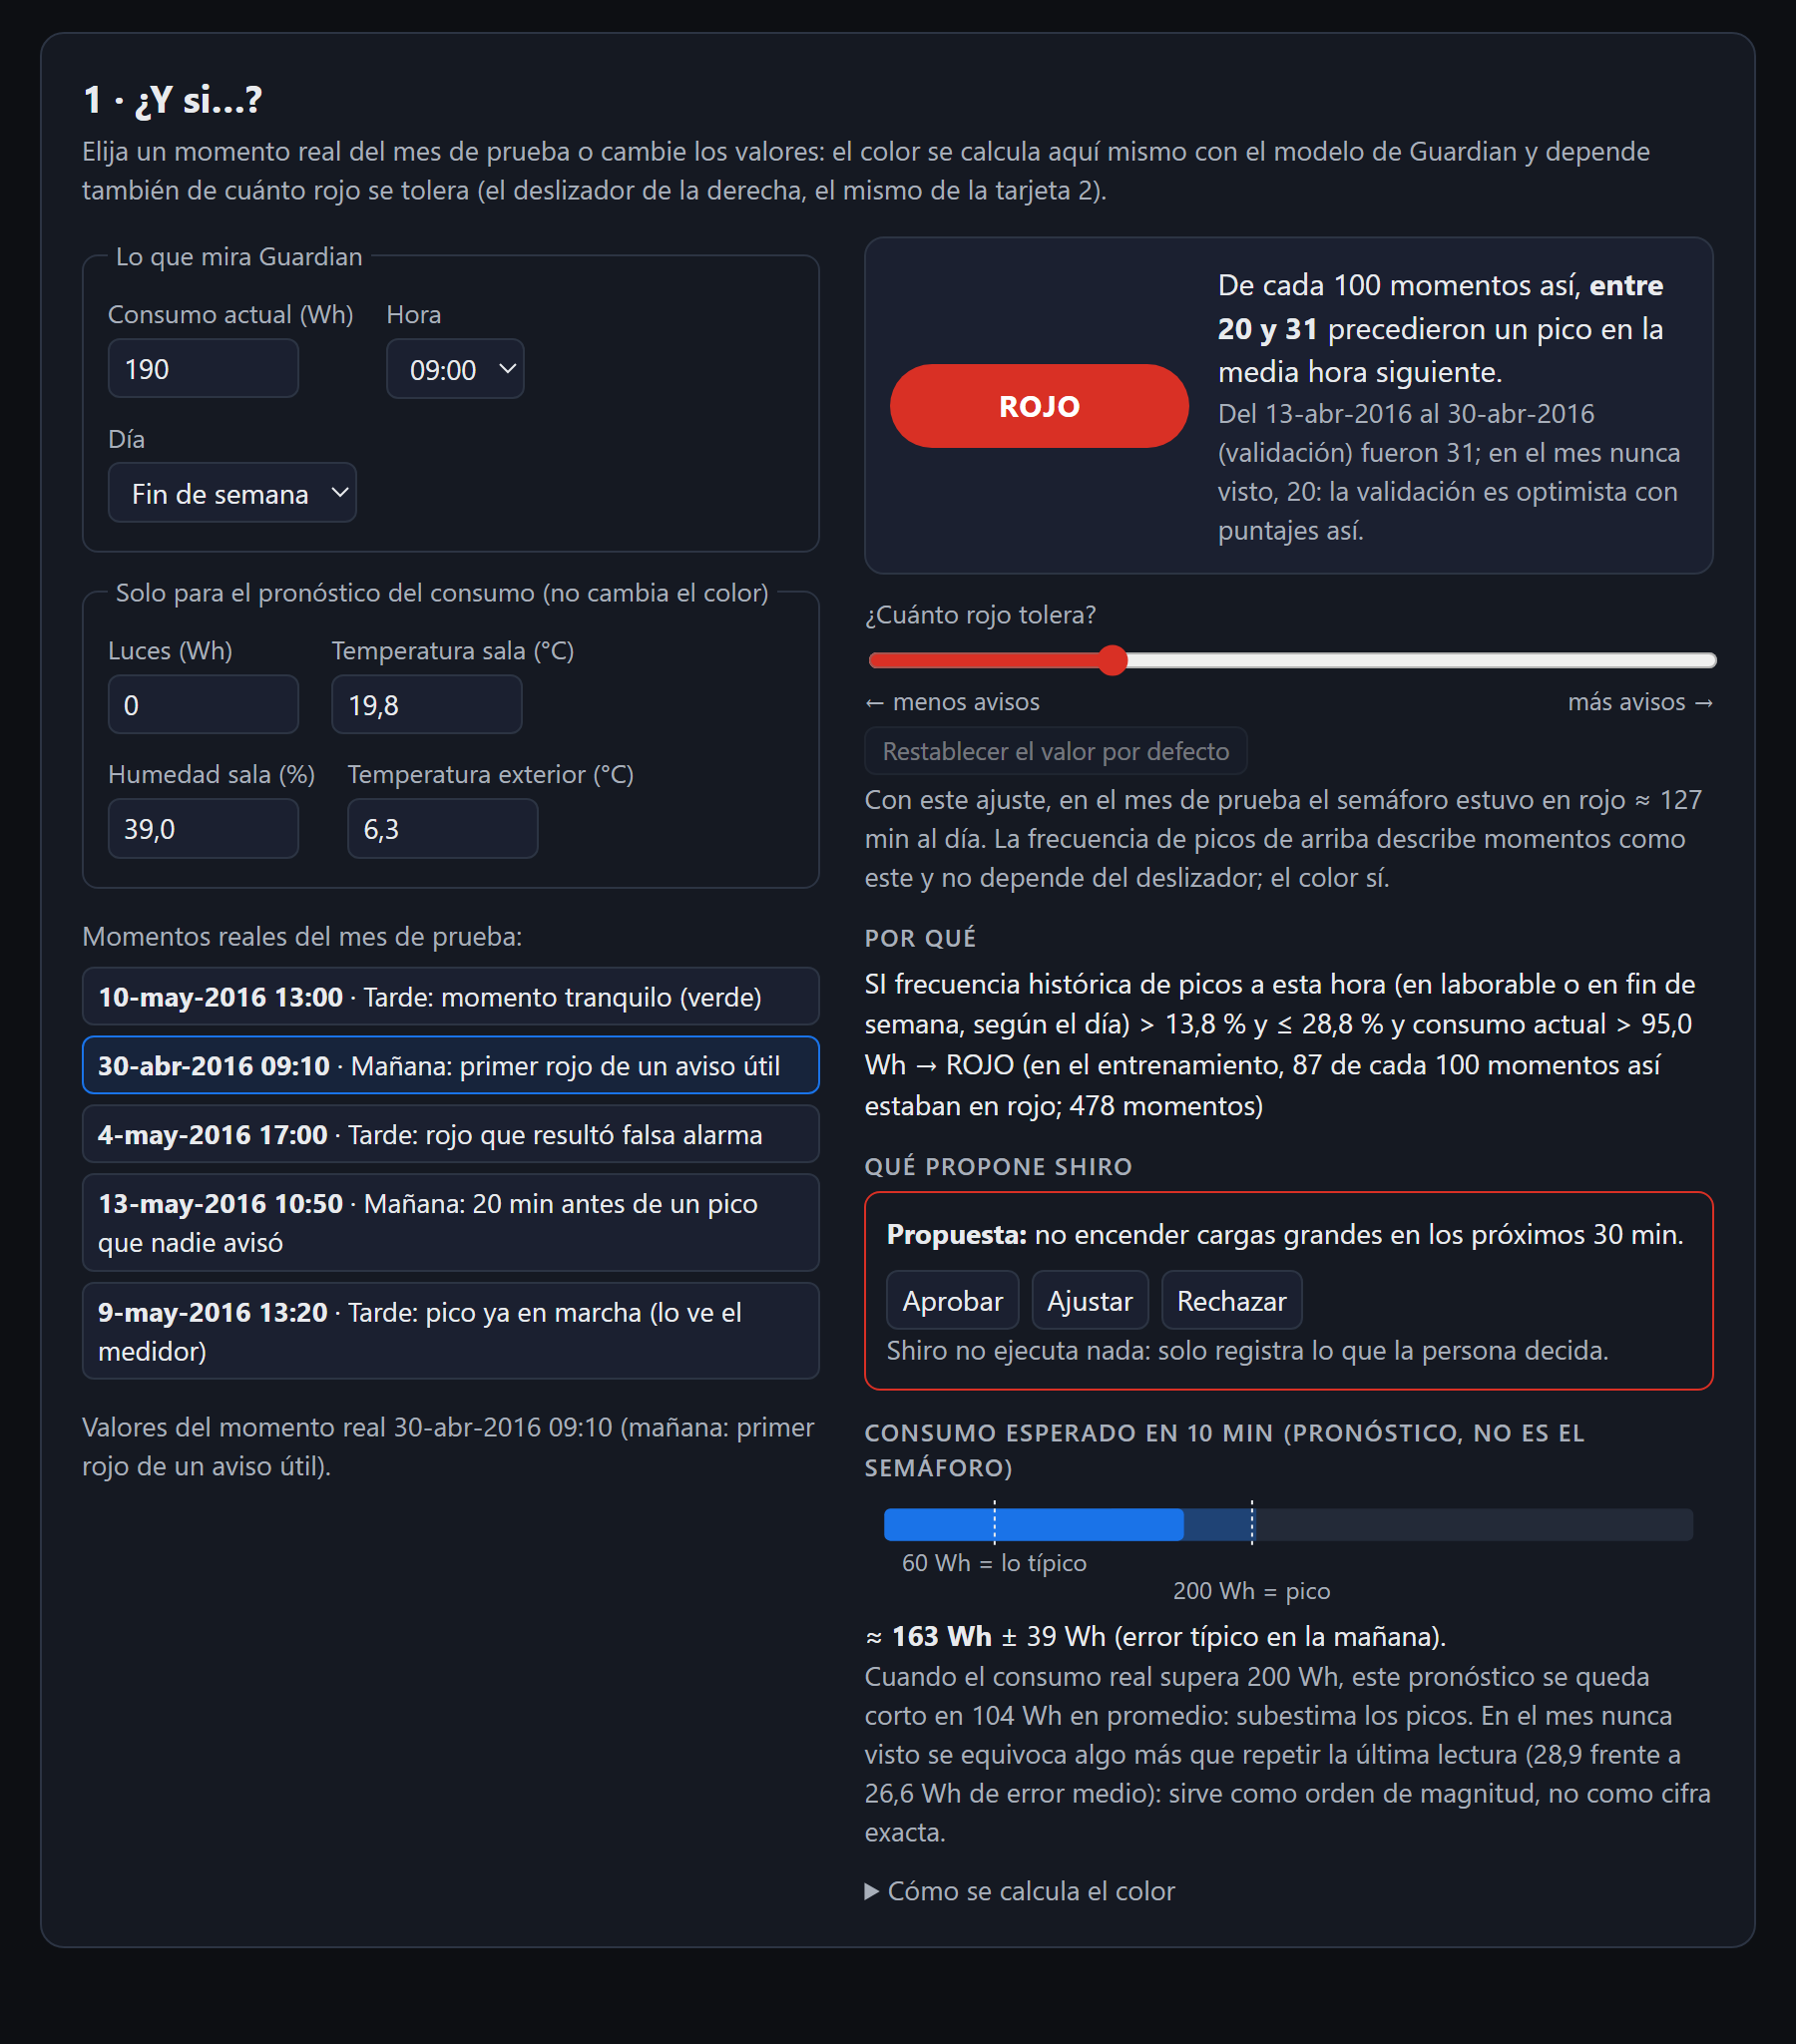 1 · ¿Y si...?
Elija un momento real del mes de prueba o cambie los valores: el color se calcula aquí mismo con el modelo de Guardian y depende
también de cuánto rojo se tolera (el deslizador de la derecha, el mismo de la tarjeta 2).
Lo que mira Guardian
Consumo actual (Wh)
Hora
190
09:00
Día
Fin de semana
Solo para el pronóstico del consumo (no cambia el color)
Luces (Wh)
Temperatura sala (°C)
0
19,8
Humedad sala (%)
Temperatura exterior (°C)
39,0
6,3
Momentos reales del mes de prueba:
10-may-2016 13:00 · Tarde: momento tranquilo (verde)
30-abr-2016 09:10 · Mañana: primer rojo de un aviso útil
4-may-2016 17:00 · Tarde: rojo que resultó falsa alarma
13-may-2016 10:50 · Mañana: 20 min antes de un pico
que nadie avisó
9-may-2016 13:20 · Tarde: pico ya en marcha (lo ve el
medidor)
Valores del momento real 30-abr-2016 09:10 (mañana: primer
rojo de un aviso útil).
ROJO
De cada 100 momentos así, entre
20 y 31 precedieron un pico en la
media hora siguiente.
Del 13-abr-2016 al 30-abr-2016
(validación) fueron 31; en el mes nunca
visto, 20: la validación es optimista con
puntajes así.
¿Cuánto rojo tolera?
← menos avisos
más avisos →
Restablecer el valor por defecto
Con este ajuste, en el mes de prueba el semáforo estuvo en rojo ≈ 127
min al día. La frecuencia de picos de arriba describe momentos como
este y no depende del deslizador; el color sí.
POR QUÉ
SI frecuencia histórica de picos a esta hora (en laborable o en fin de
semana, según el día) > 13,8 % y ≤ 28,8 % y consumo actual > 95,0
Wh → ROJO (en el entrenamiento, 87 de cada 100 momentos así
estaban en rojo; 478 momentos)
QUÉ PROPONE SHIRO
Propuesta: no encender cargas grandes en los próximos 30 min.
Aprobar
Ajustar
Rechazar
Shiro no ejecuta nada: solo registra lo que la persona decida.
CONSUMO ESPERADO EN 10 MIN (PRONÓSTICO, NO ES EL
SEMÁFORO)
60 Wh = lo típico
200 Wh = pico
≈ 163 Wh ± 39 Wh (error típico en la mañana).
Cuando el consumo real supera 200 Wh, este pronóstico se queda
corto en 104 Wh en promedio: subestima los picos. En el mes nunca
visto se equivoca algo más que repetir la última lectura (28,9 frente a
26,6 Wh de error medio): sirve como orden de magnitud, no como cifra
exacta.
▶ Cómo se calcula el color